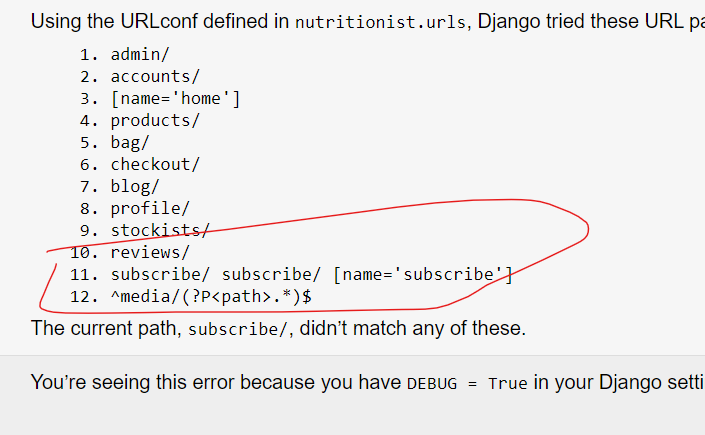 Using the URLconf defined in nutritionist.urls, Django tried these URL pa
1. admin/
2. accounts/
3. [name='home']
4. products/
5. bag/
6. checkout/
7. blog/
8. profile/
9. stockists/
10. reviews/
11. subscribe/ subscribe/ [name='subscribe']
12. ^media/(?P<path>.*)$
The current path, subscribe/, didn’t match any of these.
You’re seeing this error because you have DEBUG = True in your Django setti